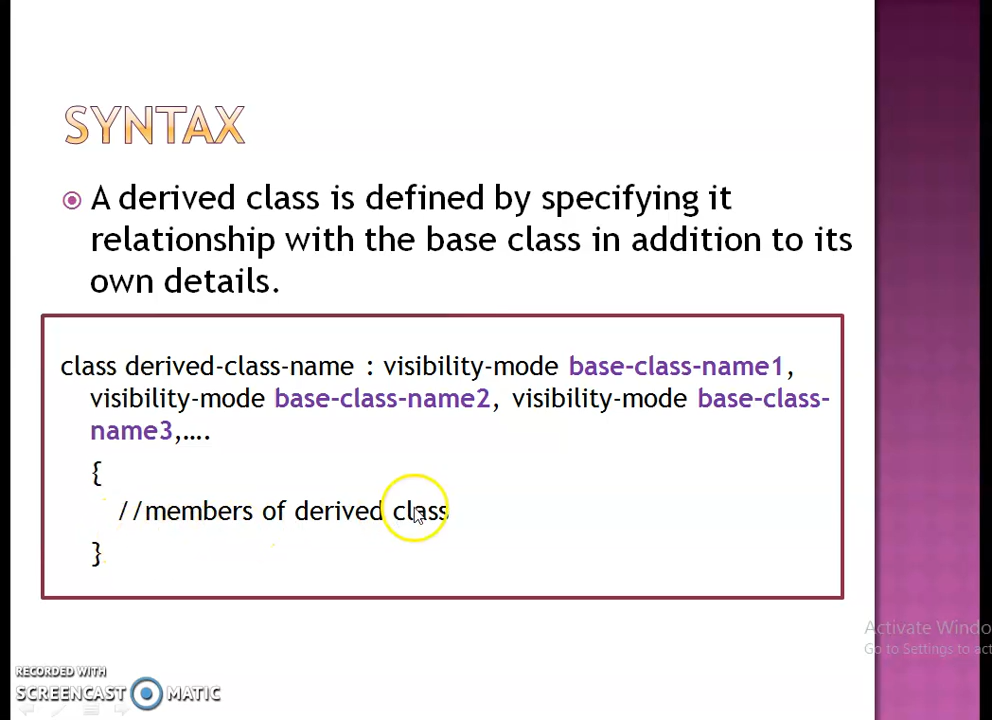 SYNTAX
A derived class is defined by specifying it
relationship with the base class in addition to its
own details.
class derived-class-name : visibility-mode base-class-name1,
visibility-mode base-class-name2, visibility-mode base-class-
name3,....
{
//members of derived class
}
Activate Windo
Go to Settings to act
RECORDED WITH
SCREENCAST MATIC